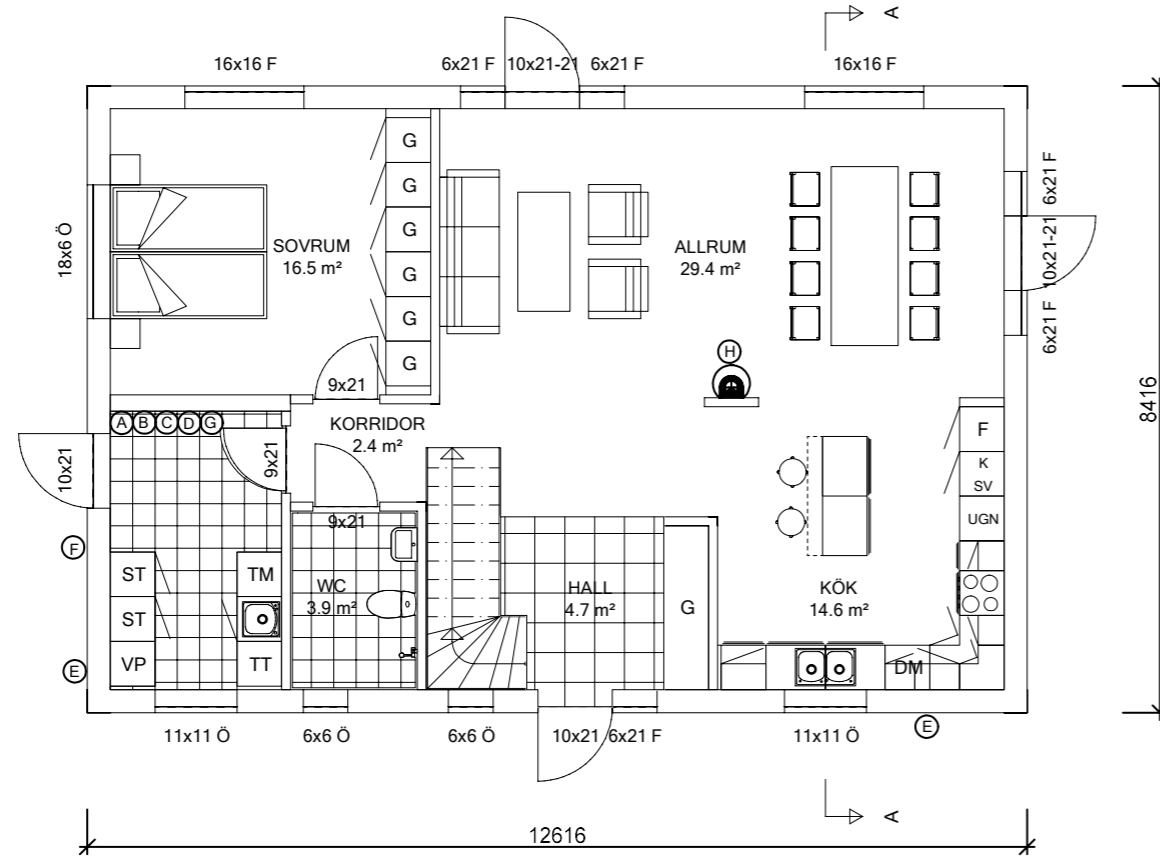 A
16x16 F
6x21 F
10x21-21
6x21 F
16x16 F
G
G
G
G
G
G
SOVRUM
16.5 m²
18x6 Ö
ALLRUM
29.4 m²
6x21 F
10x21-21
6x21 F
8416
H
9x21
KORRIDOR
2.4 m²
A B C D G
10x21
9x21
9x21
F
K
SV
UGN
F
ST
ST
VP
TM
TT
WC
3.9 m²
HALL
4.7 m²
G
KÖK
14.6 m²
DM
E
E
11x11 Ö
6x6 Ö
6x6 Ö
10x21
6x21 F
11x11 Ö
A
12616